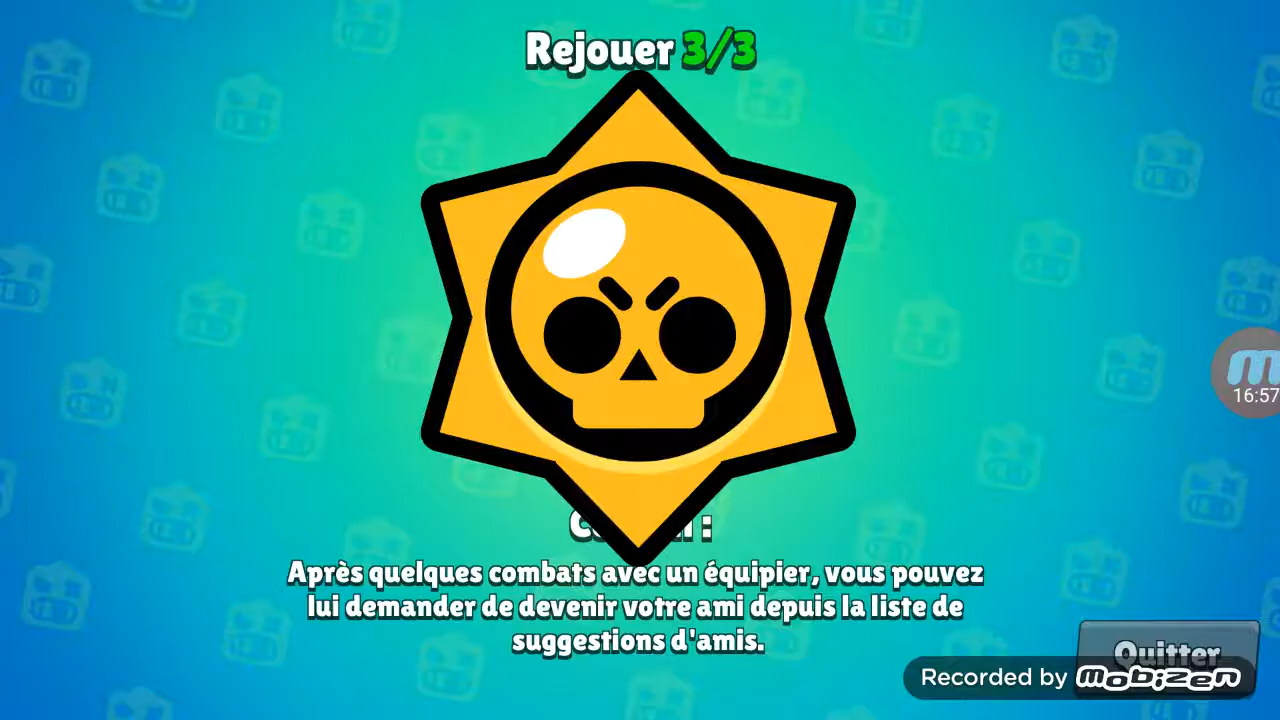 Rejouer 3/3
16:57
Après quelques combats avec un équipier, vous pouvez
lui demander de devenir votre ami depuis la liste de
suggestions d'amis.
Quitter
Recorded by mobizen